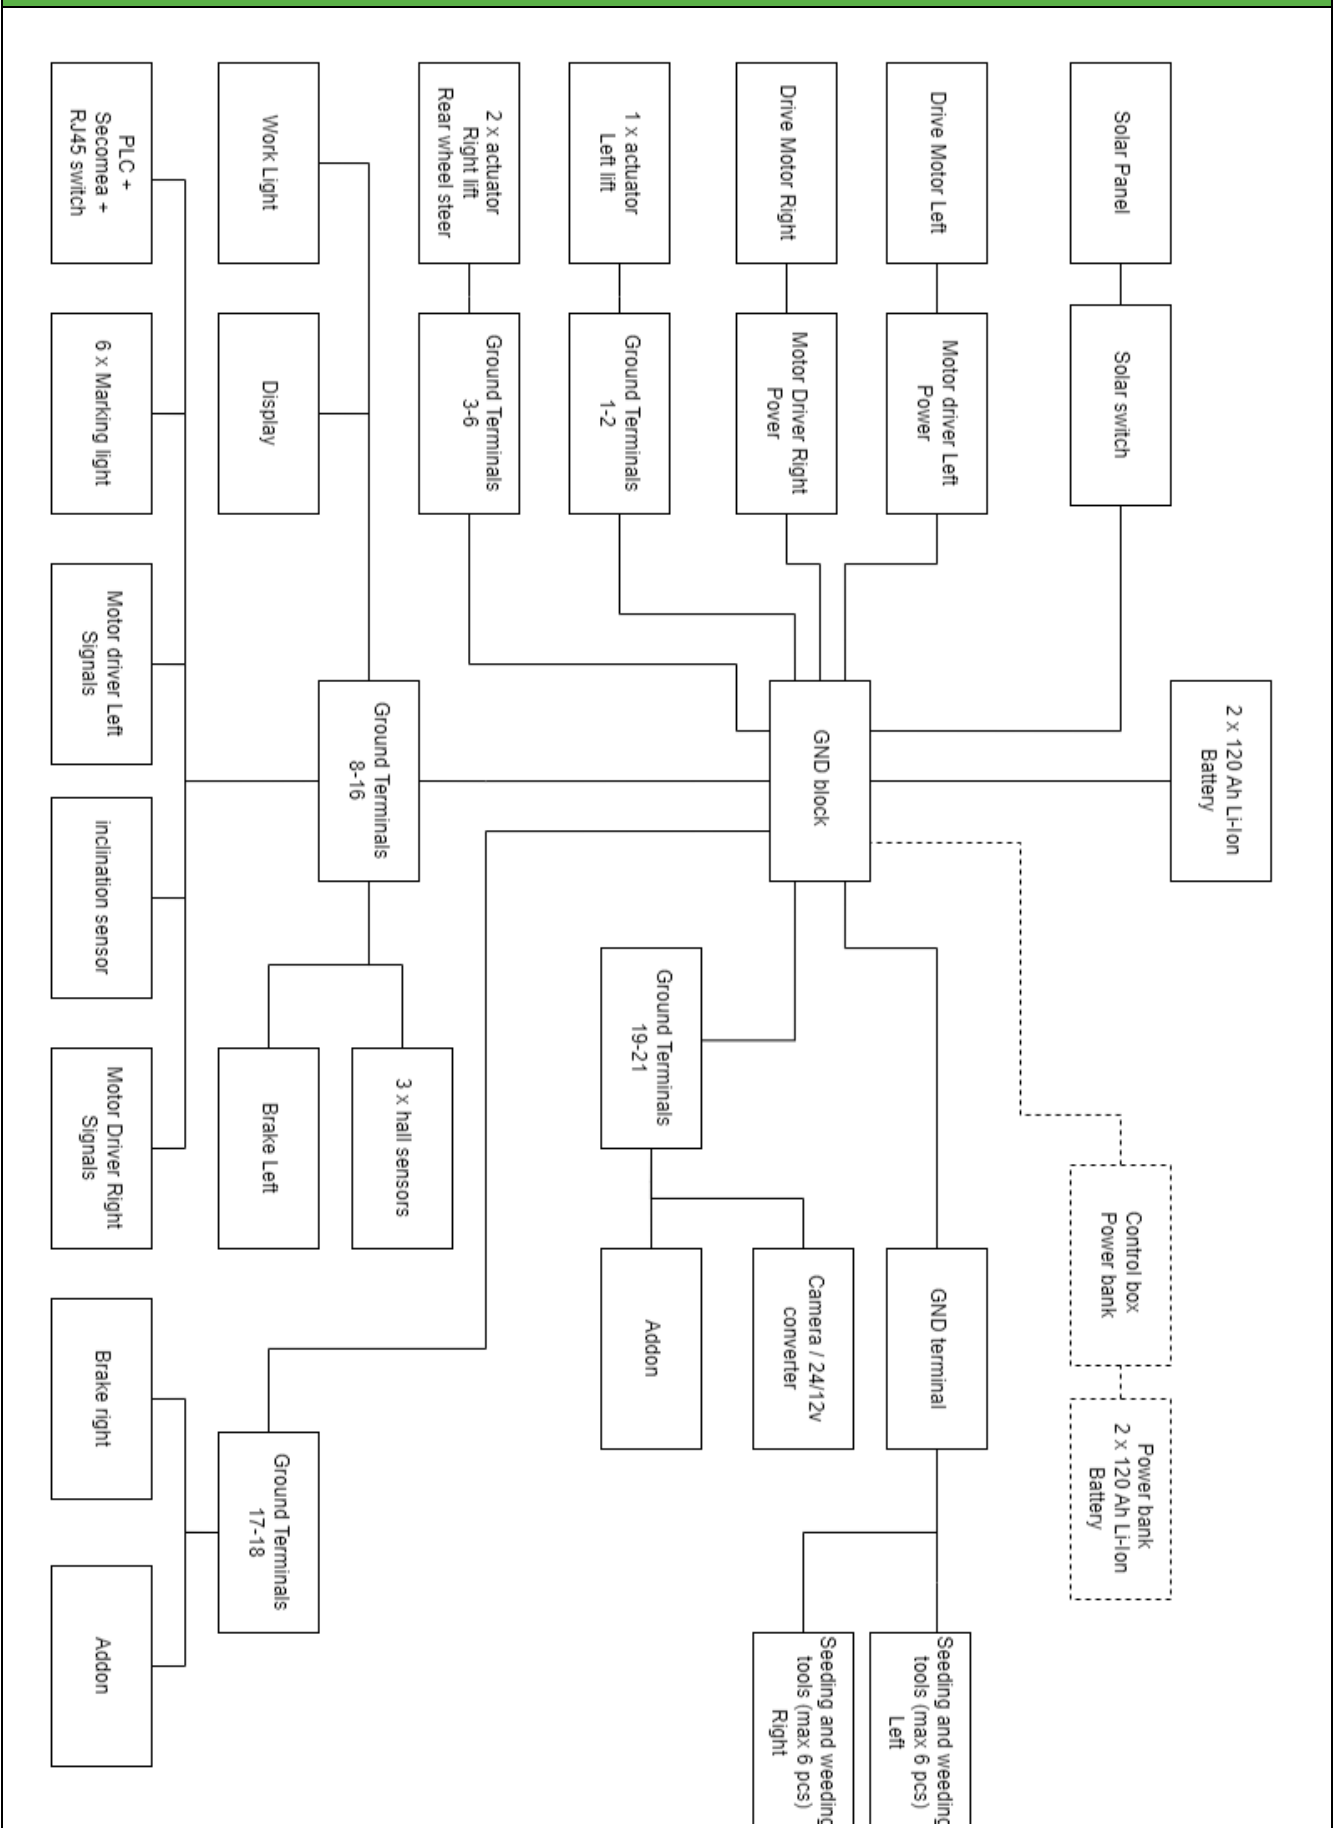 2 x 120 Ah Li-Ion
Battery
Solar Panel
Solar switch
Control box
Power bank
Power bank
2 x 120 Ah Li-Ion
Battery
Drive Motor Left
Motor driver Left
Power
GND terminal
Seeding and weeding
tools (max 6 pcs)
Left
Drive Motor Right
Motor Driver Right
Pover
GND block
Camera / 24/12v
converter
Seeding and weeding
tools (max 6 pcs)
Right
1 x actuator
Left lift
Ground Terminals
1-2
Ground Terminals
19-21
Addon
2 x actuator
Right lift
Rear wheel steer
Ground Terminals
3-6
Ground Terminals
8-16
3 x hall sensors
Work Light
Display
Brake Left
Ground Terminals
17-18
PLC +
Secomea +
RJ45 switch
6 x Marking light
Motor driver Left
Signals
inclination sensor
Motor Driver Right
Signals
Brake right
Addon